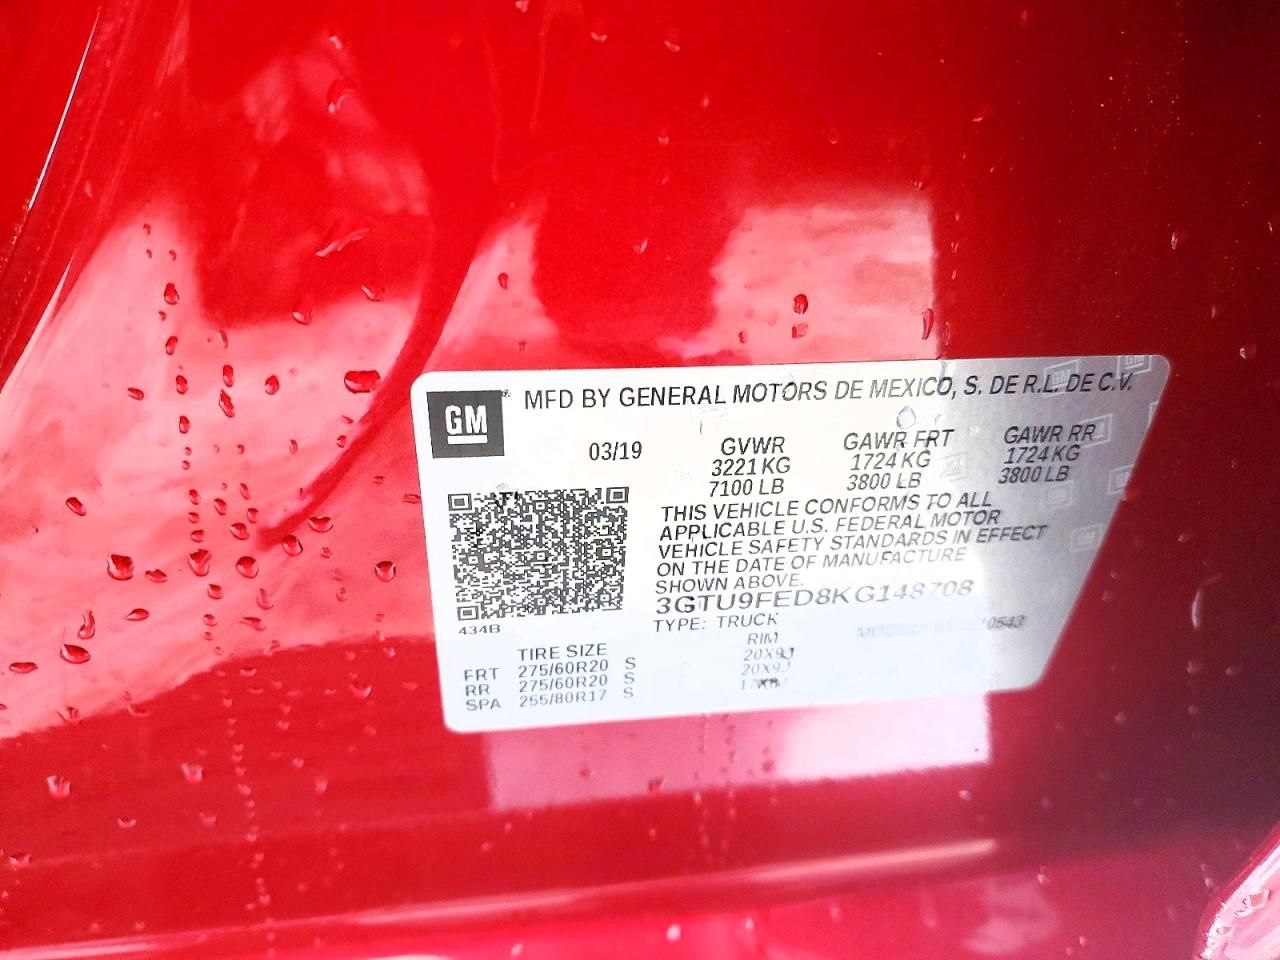 GM
MFD BY GENERAL MOTORS DE MEXICO, S. DE R.L. DE C.V.
03/19 GVWR GAWR FRT GAWR RR
3221 KG 1724 KG 1724 KG
7100 LB 3800 LB 3800 LB
THIS VEHICLE CONFORMS TO ALL
APPLICABLE U.S. FEDERAL MOTOR
VEHICLE SAFETY STANDARDS IN EFFECT
ON THE DATE OF MANUFACTURE
SHOWN ABOVE.
3GTU9FED8KG148708
434B
TYPE: TRUCK
TIRE SIZE RIM
FRT 275/60R20 S 20X9J
RR 275/60R20 S 20X9J
SPA 255/80R17 S